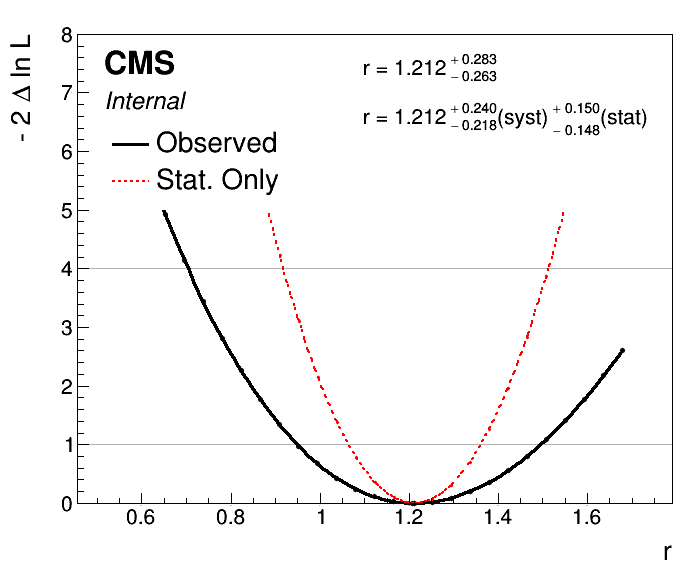 - 2 Δ ln L
8
7
6
5
4
3
2
1
0
CMS
Internal
Observed
Stat. Only
r = 1.212 +0.283 −0.263
r = 1.212 +0.240 −0.218(syst) +0.150 −0.148(stat)
0.6 0.8 1 1.2 1.4 1.6
r